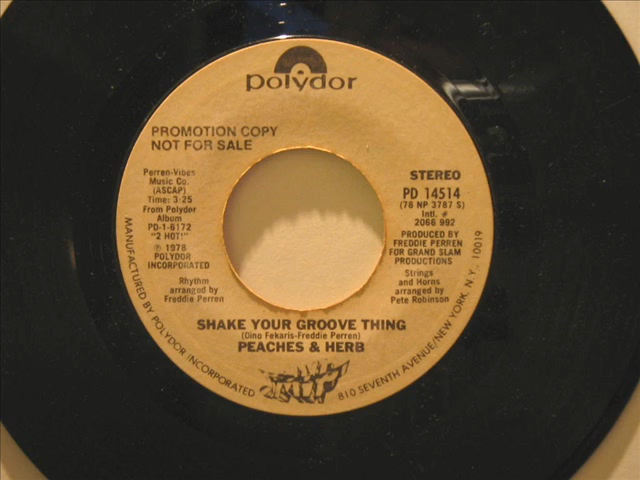 polydor
PROMOTION COPY
NOT FOR SALE
Perren-Vibes
Music Co.
(ASCAP)
Time: 3:25
From Polydor
Album
PD-1-6172
"2 HOT!"
℗ 1978
POLYDOR
INCORPORATED
Rhythm
arranged by
Freddie Perren
STEREO
PD 14514
(78 NP 3787 S)
Intl. #
2066 992
PRODUCED BY
FREDDIE PERREN
FOR GRAND SLAM
PRODUCTIONS
Strings
and Horns
arranged by
Pete Robinson
SHAKE YOUR GROOVE THING
(Dino Fekaris-Freddie Perren)
PEACHES & HERB
MANUFACTURED BY POLYDOR INCORPORATED
810 SEVENTH AVENUE/NEW YORK, N.Y., 10019